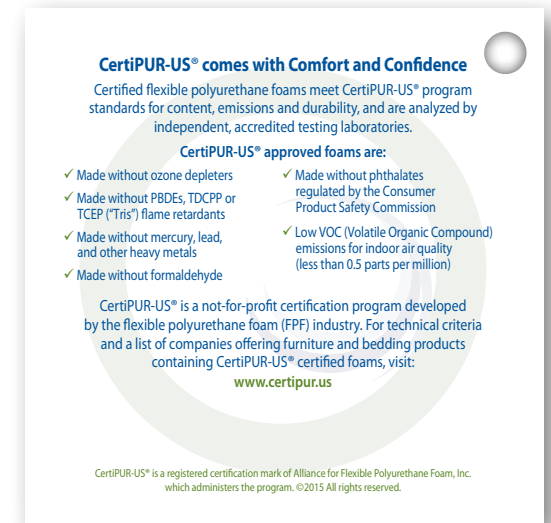 CertiPUR-US® comes with Comfort and Confidence
Certified flexible polyurethane foams meet CertiPUR-US® program
standards for content, emissions and durability, and are analyzed by
independent, accredited testing laboratories.
CertiPUR-US® approved foams are:
✓ Made without ozone depleters
✓ Made without PBDEs, TDCPP or
TCEP (“Tris”) flame retardants
✓ Made without mercury, lead,
and other heavy metals
✓ Made without formaldehyde
✓ Made without phthalates
regulated by the Consumer
Product Safety Commission
✓ Low VOC (Volatile Organic Compound)
emissions for indoor air quality
(less than 0.5 parts per million)
CertiPUR-US® is a not-for-profit certification program developed
by the flexible polyurethane foam (FPF) industry. For technical criteria
and a list of companies offering furniture and bedding products
containing CertiPUR-US® certified foams, visit:
www.certipur.us
CertiPUR-US® is a registered certification mark of Alliance for Flexible Polyurethane Foam, Inc.
which administers the program. ©2015 All rights reserved.